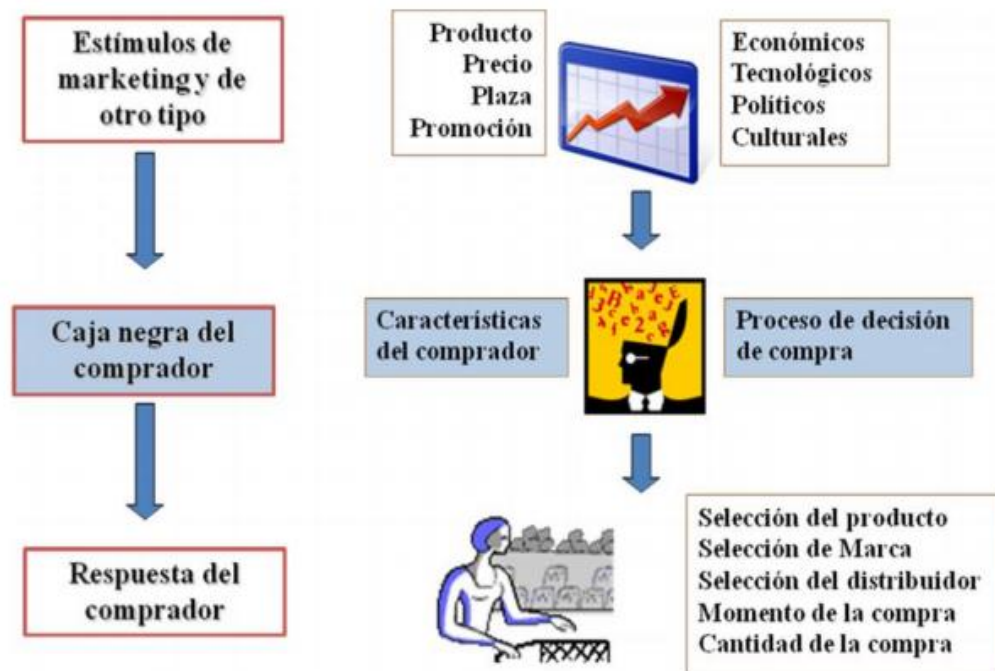 Estímulos de
marketing y de
otro tipo
Producto
Precio
Plaza
Promoción
Económicos
Tecnológicos
Políticos
Culturales
Caja negra del
comprador
Características
del comprador
Proceso de decisión
de compra
Respuesta del
comprador
Selección del producto
Selección de Marca
Selección del distribuidor
Momento de la compra
Cantidad de la compra